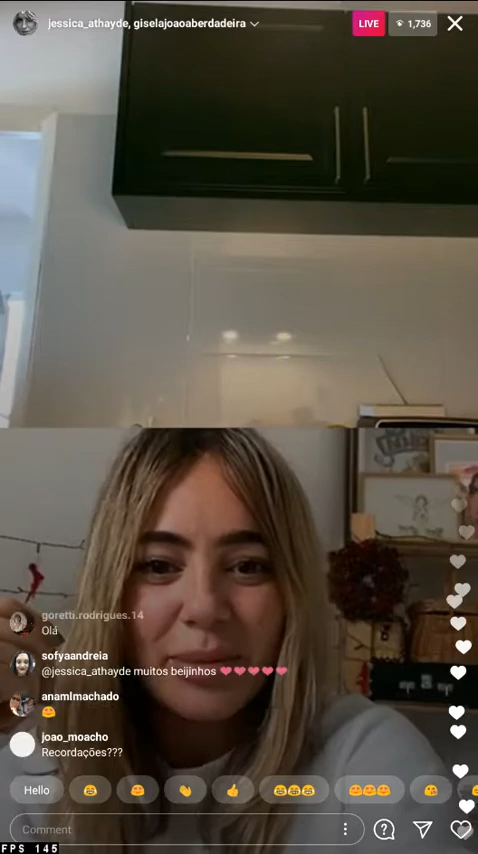 jessica_athayde, giselajoaoaberdadeira
LIVE
1,736
goretti.rodrigues.14
Olá
sofyaandreia
@jessica_athayde muitos beijinhos ❤️❤️❤️❤️❤️
anamlmachado
🥰
joao_moacho
Recordações???
Hello 😂 🥰 👏 👍 😂😂😂 🥰🥰🥰 😘
Comment
FPS 145